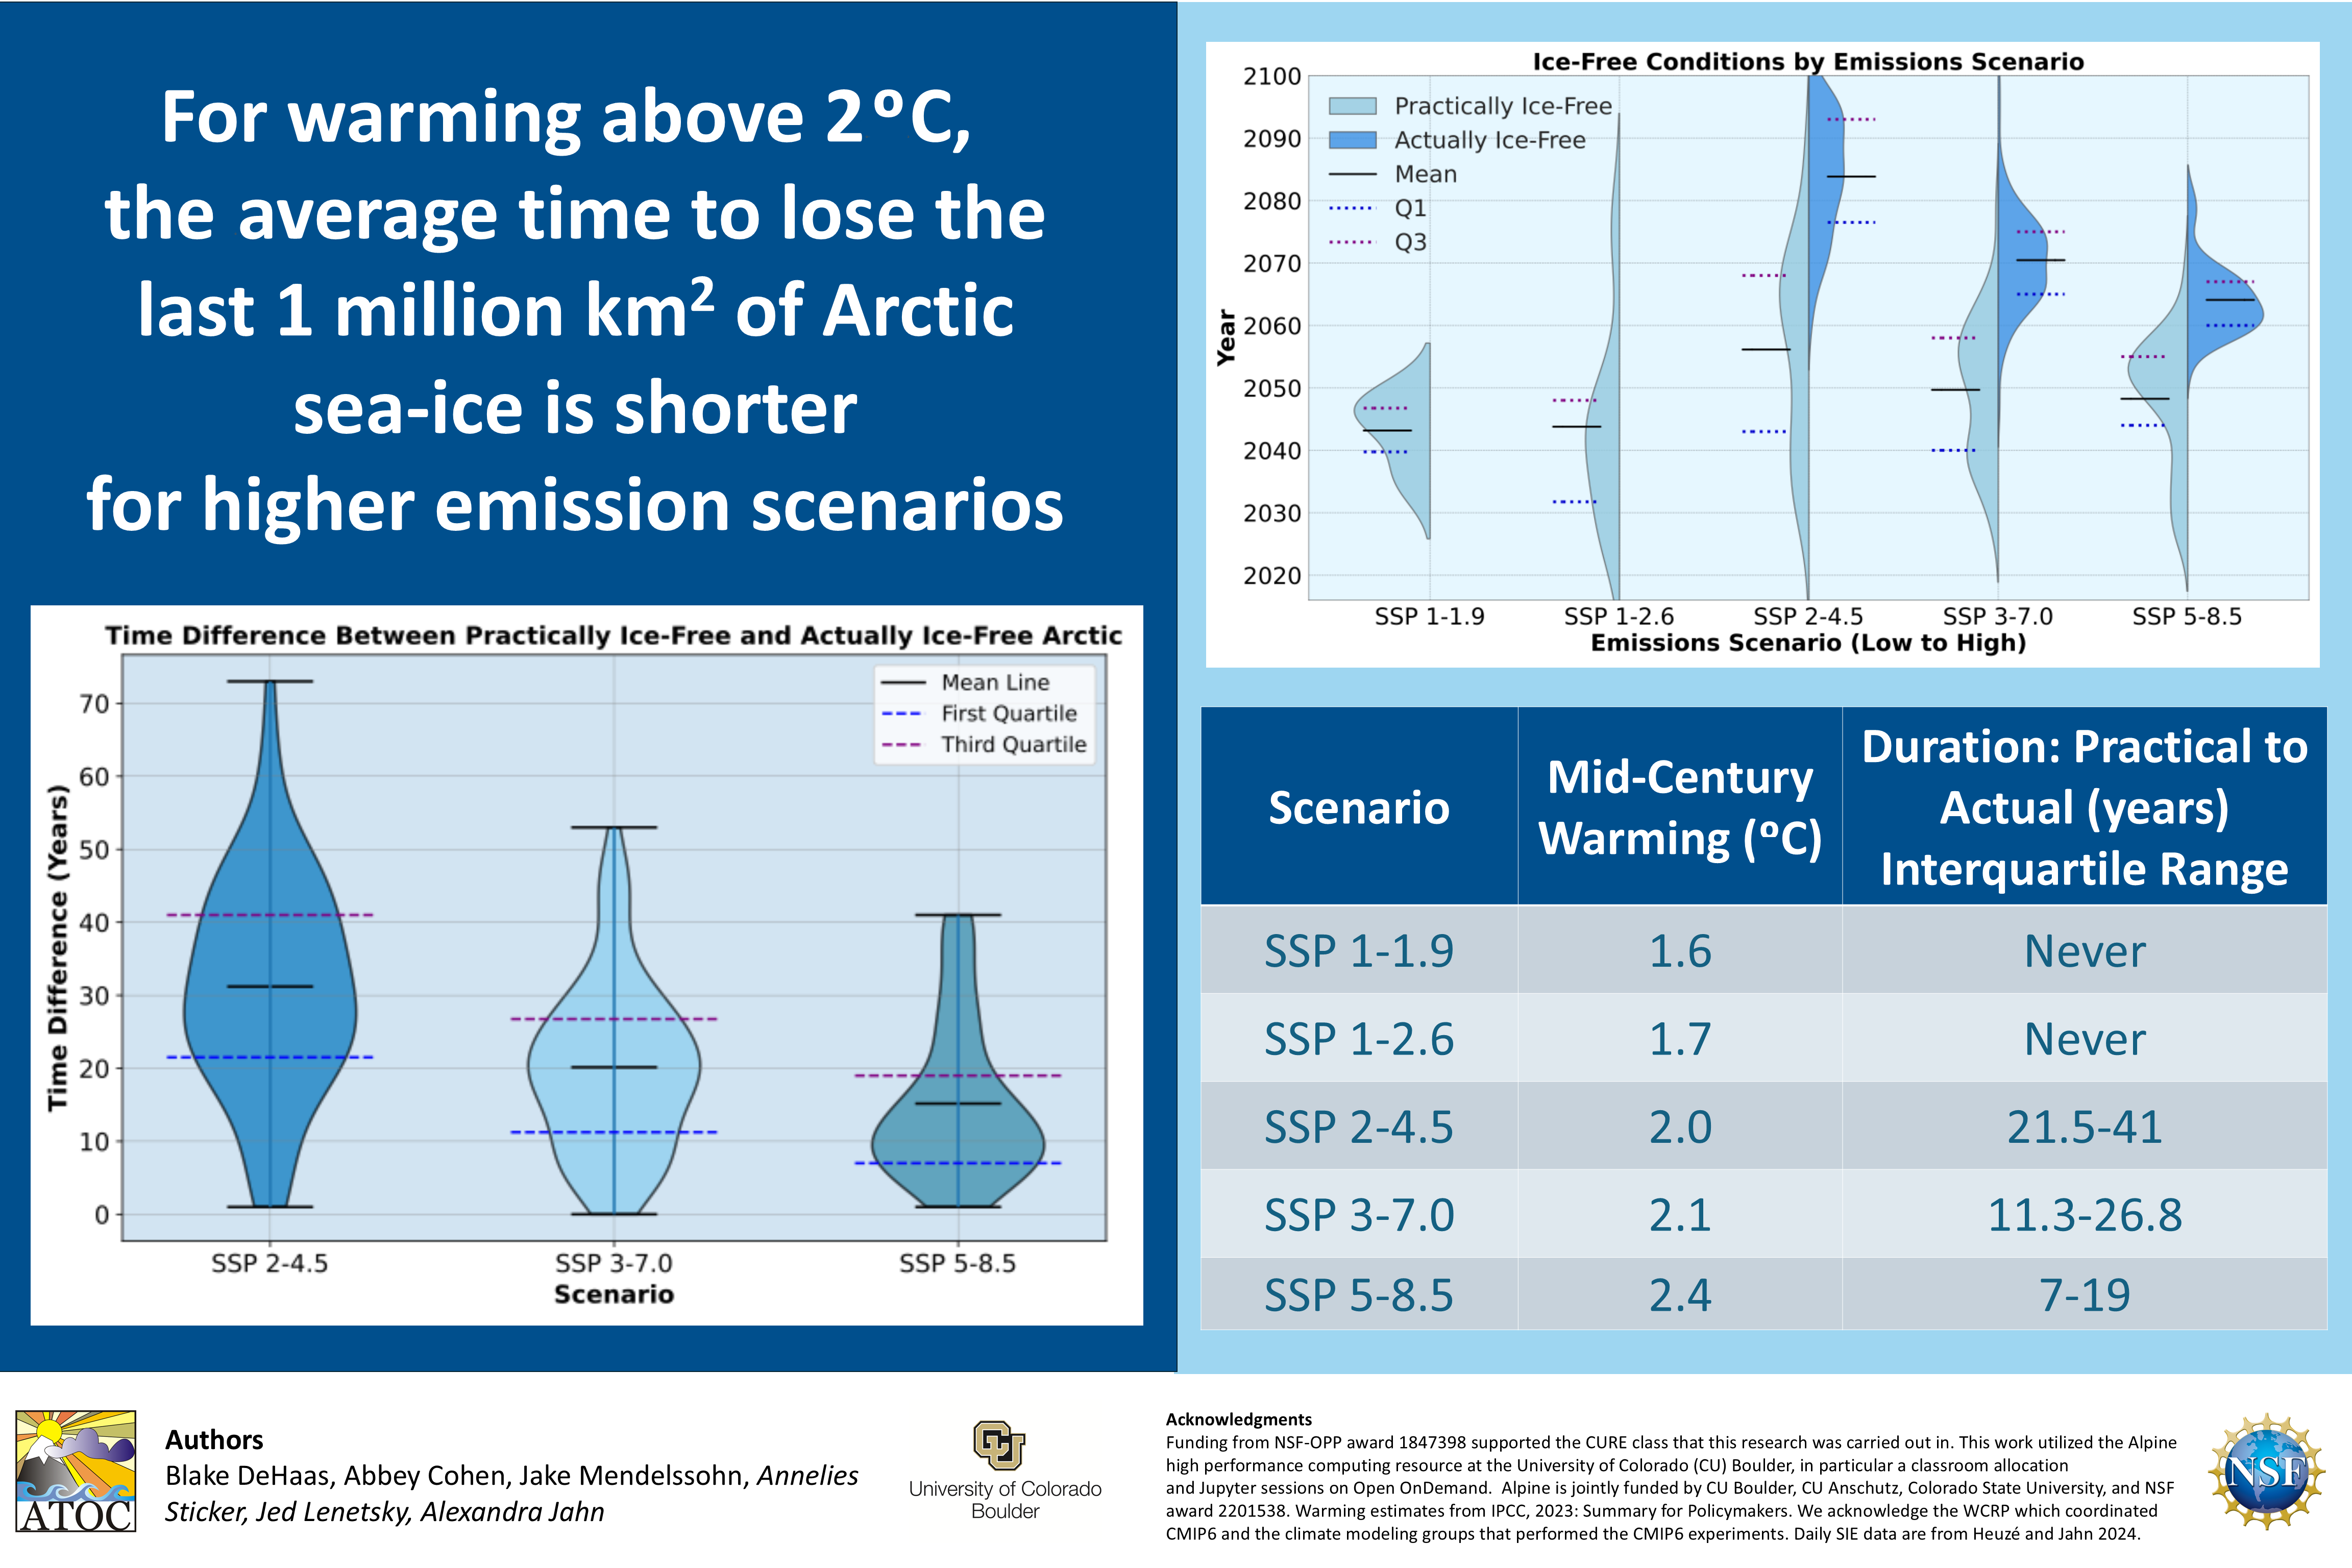 For warming above 2ºC,
the average time to lose the
last 1 million km² of Arctic
sea-ice is shorter
for higher emission scenarios
Time Difference Between Practically Ice-Free and Actually Ice-Free Arctic
Time Difference (Years)
70
60
50
40
30
20
10
0
Mean Line
First Quartile
Third Quartile
SSP 2-4.5
SSP 3-7.0
SSP 5-8.5
Scenario
Ice-Free Conditions by Emissions Scenario
Year
2100
2090
2080
2070
2060
2050
2040
2030
2020
Practically Ice-Free
Actually Ice-Free
Mean
Q1
Q3
SSP 1-1.9
SSP 1-2.6
SSP 2-4.5
SSP 3-7.0
SSP 5-8.5
Emissions Scenario (Low to High)
Scenario
Mid-Century
Warming (ºC)
Duration: Practical to
Actual (years)
Interquartile Range
SSP 1-1.9 1.6 Never
SSP 1-2.6 1.7 Never
SSP 2-4.5 2.0 21.5-41
SSP 3-7.0 2.1 11.3-26.8
SSP 5-8.5 2.4 7-19
ATOC
Authors
Blake DeHaas, Abbey Cohen, Jake Mendelssohn, Annelies
Sticker, Jed Lenetsky, Alexandra Jahn
CU
University of Colorado
Boulder
Acknowledgments
Funding from NSF-OPP award 1847398 supported the CURE class that this research was carried out in. This work utilized the Alpine
high performance computing resource at the University of Colorado (CU) Boulder, in particular a classroom allocation
and Jupyter sessions on Open OnDemand. Alpine is jointly funded by CU Boulder, CU Anschutz, Colorado State University, and NSF
award 2201538. Warming estimates from IPCC, 2023: Summary for Policymakers. We acknowledge the WCRP which coordinated
CMIP6 and the climate modeling groups that performed the CMIP6 experiments. Daily SIE data are from Heuzé and Jahn 2024.
NSF